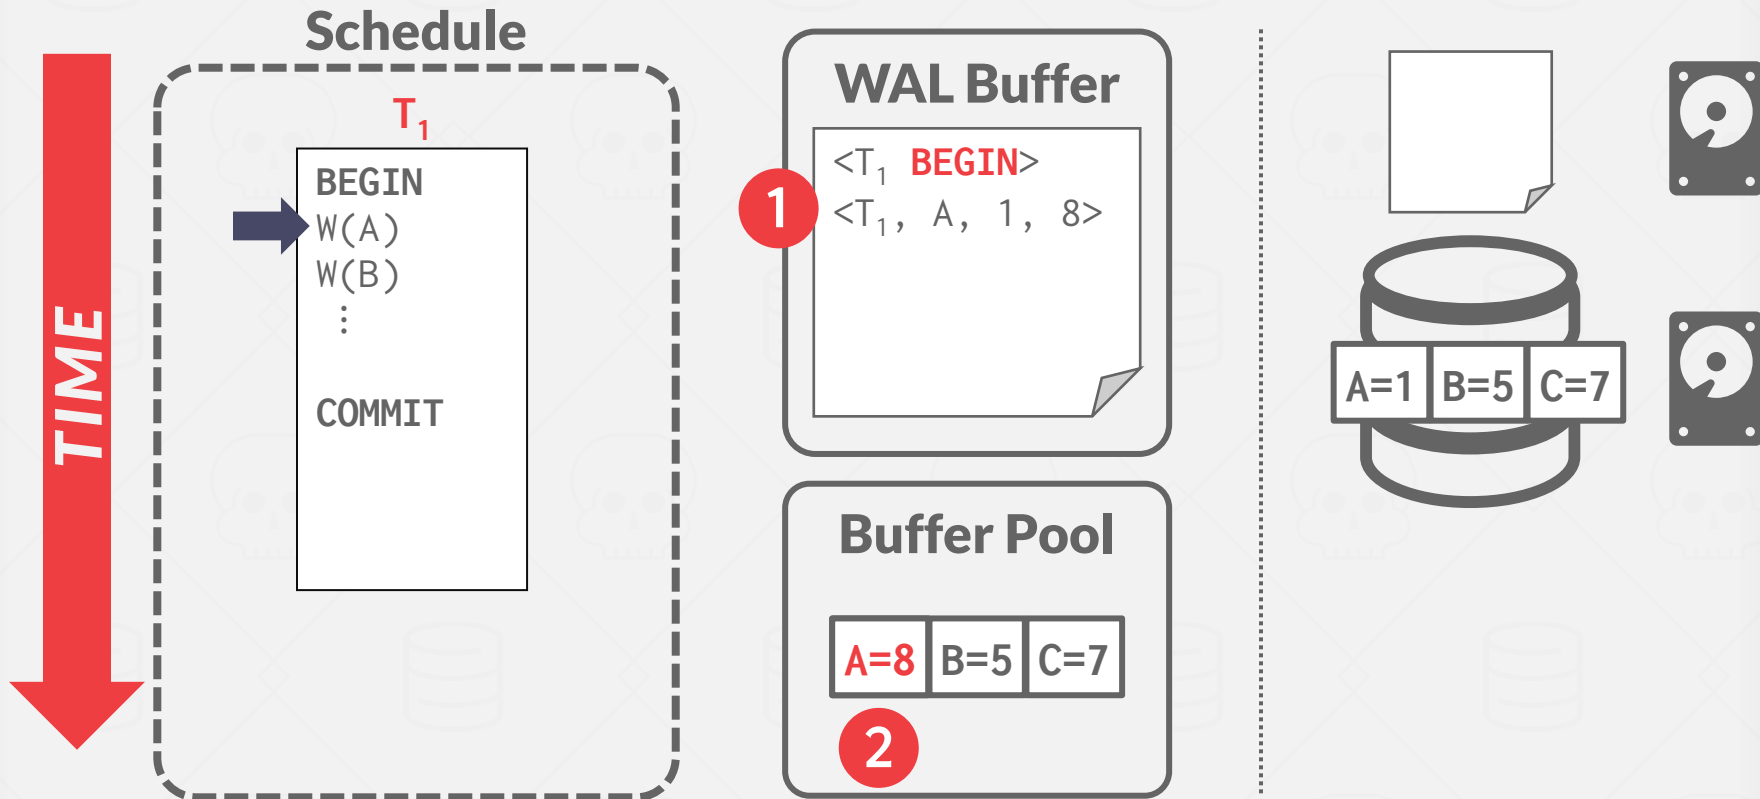 Schedule
TIME
T1
BEGIN
W(A)
W(B)
⋮
COMMIT
WAL Buffer
1
<T1 BEGIN>
<T1, A, 1, 8>
Buffer Pool
A=8 B=5 C=7
2
A=1 B=5 C=7